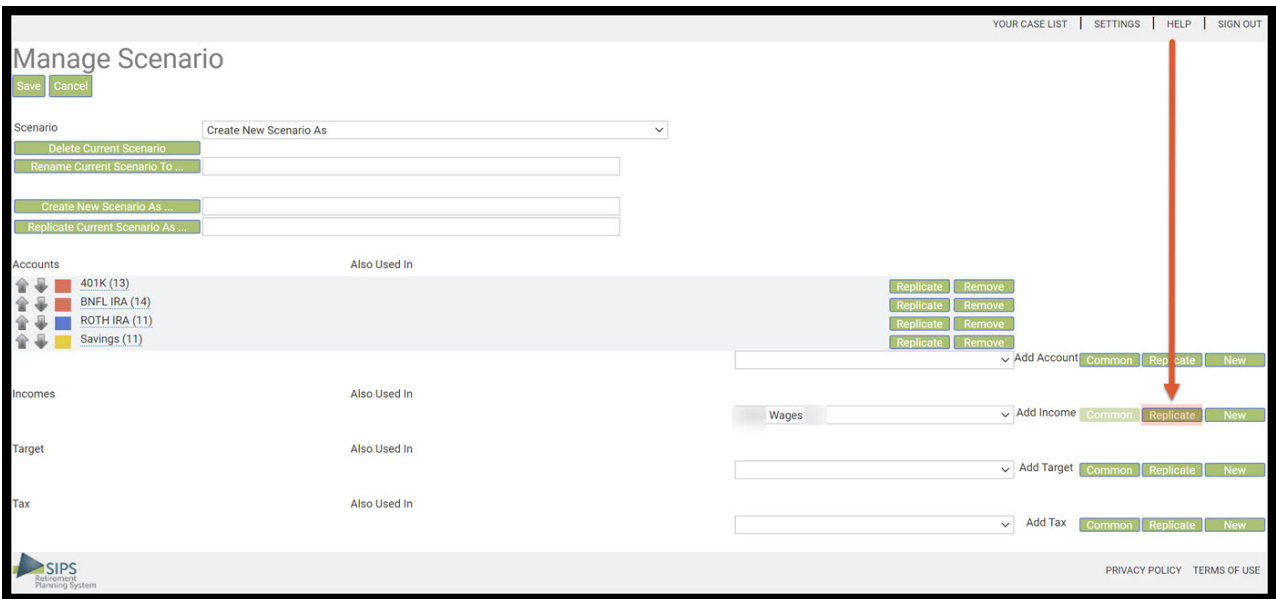 YOUR CASE LIST | SETTINGS | HELP | SIGN OUT
Manage Scenario
Save Cancel
Scenario Create New Scenario As
Delete Current Scenario
Rename Current Scenario To ...
Create New Scenario As ...
Replicate Current Scenario As ...
Accounts Also Used In
401K (13) Replicate Remove
BNFL IRA (14) Replicate Remove
ROTH IRA (11) Replicate Remove
Savings (11) Replicate Remove
Add Account Common Replicate New
Incomes Also Used In
Wages Add Income Common Replicate New
Target Also Used In
Add Target Common Replicate New
Tax Also Used In
Add Tax Common Replicate New
SIPS
Retirement
Planning System
PRIVACY POLICY TERMS OF USE